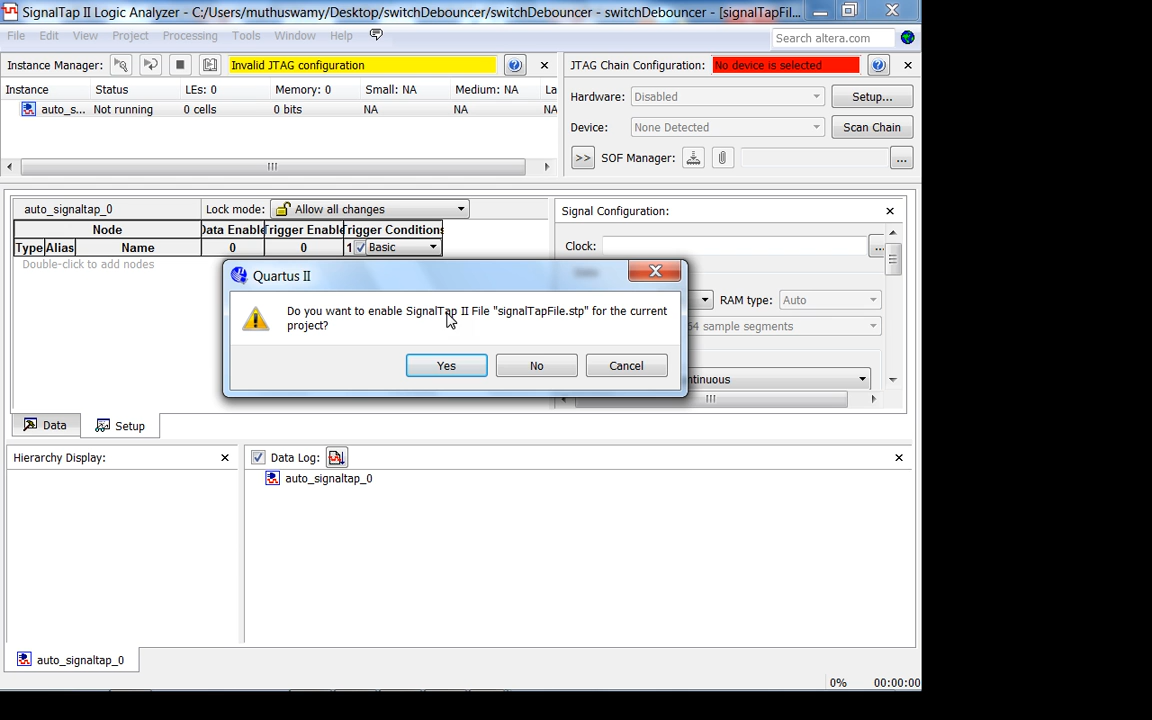 SignalTap II Logic Analyzer - C:/Users/muthuswamy/Desktop/switchDebouncer/switchDebouncer - switchDebouncer - [signalTapFil...
File Edit View Project Processing Tools Window Help
Search altera.com
Instance Manager: Invalid JTAG configuration
JTAG Chain Configuration: No device is selected
Instance Status LEs: 0 Memory: 0 Small: NA Medium: NA La
auto_s... Not running 0 cells 0 bits NA NA NA
Hardware: Disabled Setup...
Device: None Detected Scan Chain
>> SOF Manager: ...
auto_signaltap_0 Lock mode: Allow all changes
Node Data Enable Trigger Enable Trigger Conditions
Type Alias Name 0 0 1 Basic
Double-click to add nodes
Signal Configuration:
Clock: ...
RAM type: Auto
64 sample segments
ntinuous
Quartus II
Do you want to enable SignalTap II File "signalTapFile.stp" for the current
project?
Yes No Cancel
Data Setup
Hierarchy Display:
Data Log:
auto_signaltap_0
auto_signaltap_0
0% 00:00:00